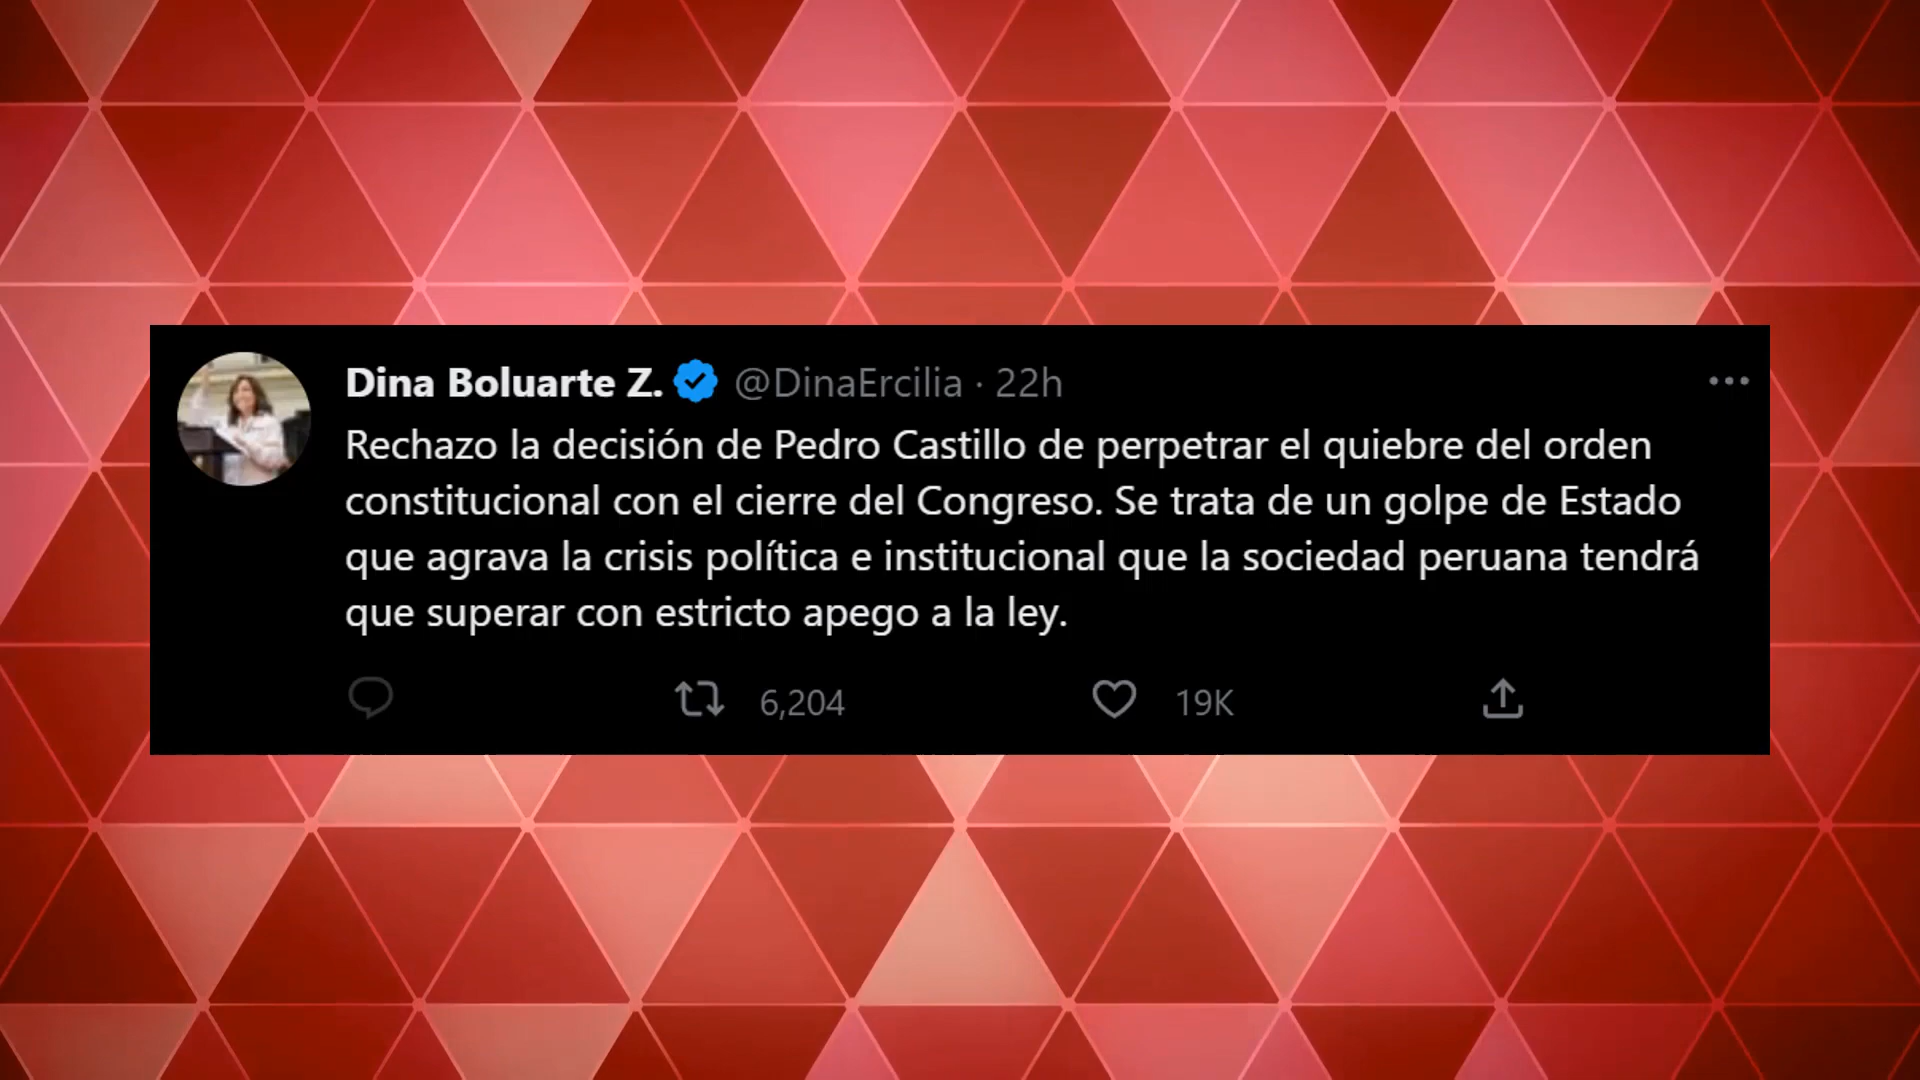 Dina Boluarte Z. @DinaErcilia · 22h
Rechazo la decisión de Pedro Castillo de perpetrar el quiebre del orden
constitucional con el cierre del Congreso. Se trata de un golpe de Estado
que agrava la crisis política e institucional que la sociedad peruana tendrá
que superar con estricto apego a la ley.
6,204 19K